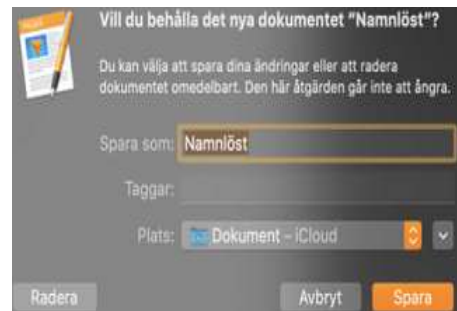 Vill du behålla det nya dokumentet "Namnlöst"?
Du kan välja att spara dina ändringar eller att radera
dokumentet omedelbart. Den här åtgärden går inte att ångra.
Spara som: Namnlöst
Taggar:
Plats: Dokument – iCloud
Radera Avbryt Spara